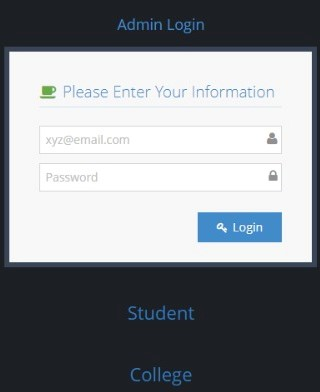 Admin Login
Please Enter Your Information
xyz@email.com
Password
Login
Student
College